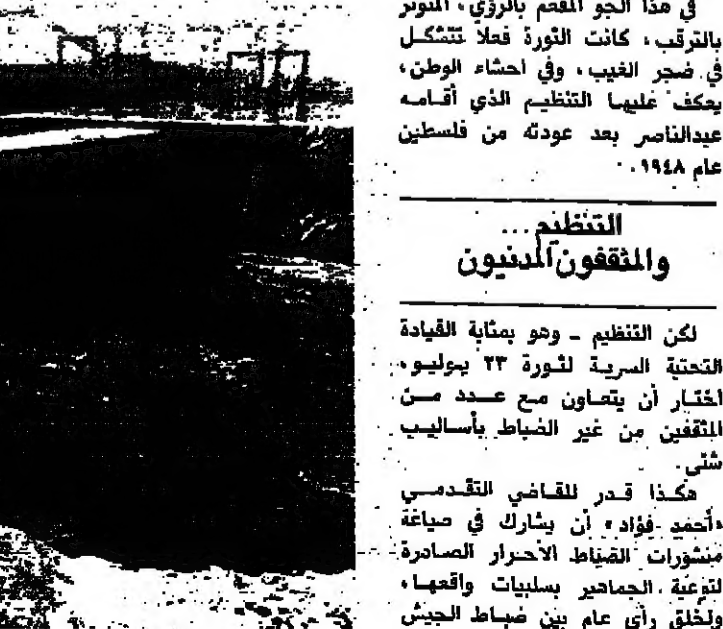 في هذا الجو المفعم بالرؤي، المتوتر
بالترقب، كانت الثورة فعلا تتشكل
في ضجر الغيب، وفي احشاء الوطن،
يعكف عليها التنظيم الذي أقامه
عبدالناصر بعد عودته من فلسطين
عام ١٩٤٨.
التنظيم...
والمثقفون المدنيون
لكن التنظيم - وهو بمثابة القيادة
التحتية السرية لثورة ٢٣ يوليو،
اختار أن يتعاون مع عدد من
المثقفين من غير الضباط بأساليب
شتى.
هكذا قدر للقاضي التقدمي
«أحمد فؤاد» أن يشارك في صياغة
منشورات الضباط الاحرار الصادرة
لتوعية الجماهير بسلبيات واقعها،
ولخلق رأي عام بين ضباط الجيش